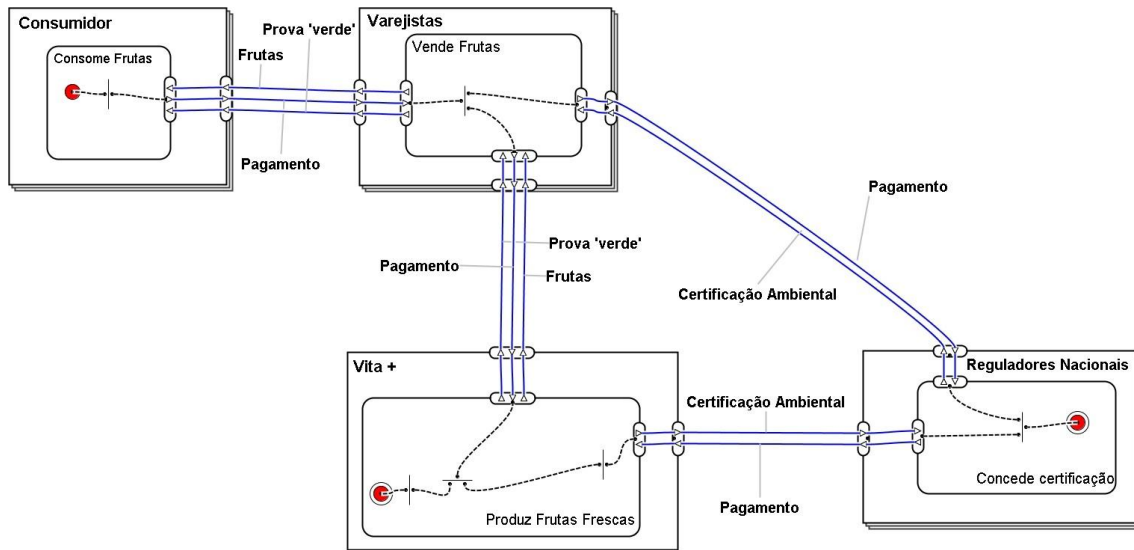 Consumidor
Prova 'verde'
Varejistas
Frutas
Consome Frutas
Vende Frutas
Pagamento
Pagamento
Prova 'verde'
Pagamento
Frutas
Certificação Ambiental
Vita +
Reguladores Nacionais
Certificação Ambiental
Concede certificação
Pagamento
Produz Frutas Frescas